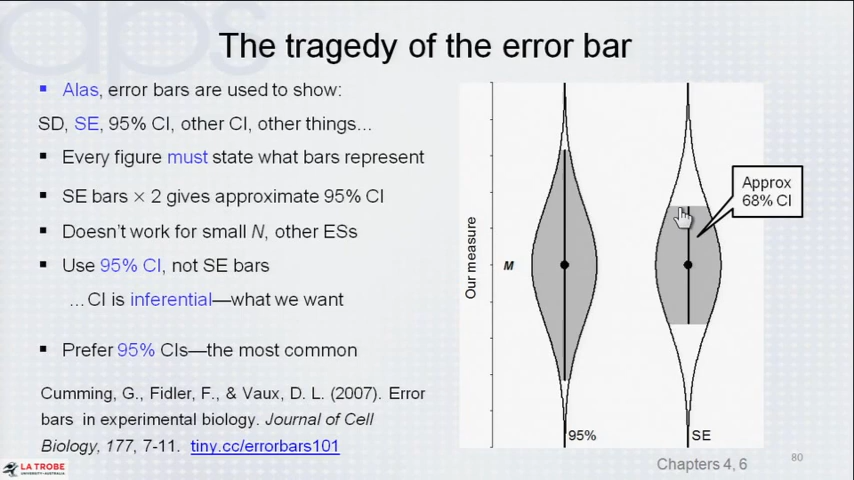 The tragedy of the error bar
▪ Alas, error bars are used to show:
SD, SE, 95% CI, other CI, other things...
▪ Every figure must state what bars represent
▪ SE bars × 2 gives approximate 95% CI
▪ Doesn't work for small N, other ESs
▪ Use 95% CI, not SE bars
...CI is inferential—what we want
▪ Prefer 95% CIs—the most common
Cumming, G., Fidler, F., & Vaux, D. L. (2007). Error
bars in experimental biology. Journal of Cell
Biology, 177, 7-11. tiny.cc/errorbars101
Our measure
M
Approx
68% CI
95%
SE
LA TROBE
Chapters 4, 6
80